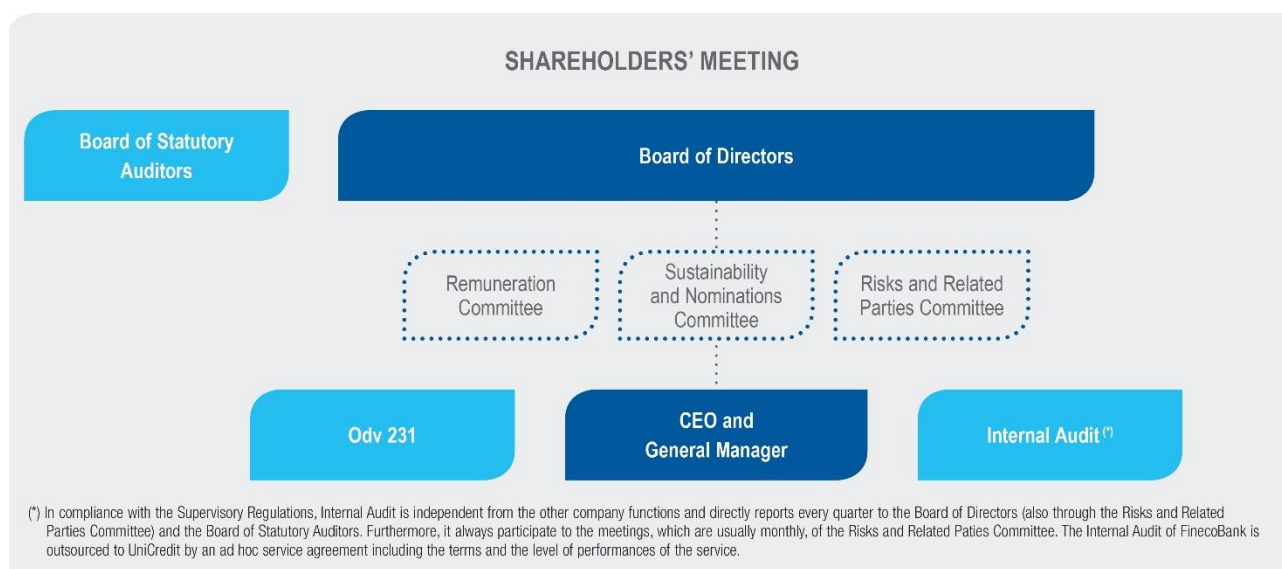 SHAREHOLDERS’ MEETING
Board of Statutory
Auditors
Board of Directors
Remuneration
Committee
Sustainability
and Nominations
Committee
Risks and Related
Parties Committee
Odv 231
CEO and
General Manager
Internal Audit (*)
(*) In compliance with the Supervisory Regulations, Internal Audit is independent from the other company functions and directly reports every quarter to the Board of Directors (also through the Risks and Related
Parties Committee) and the Board of Statutory Auditors. Furthermore, it always participate to the meetings, which are usually monthly, of the Risks and Related Paties Committee. The Internal Audit of FinecoBank is
outsourced to UniCredit by an ad hoc service agreement including the terms and the level of performances of the service.